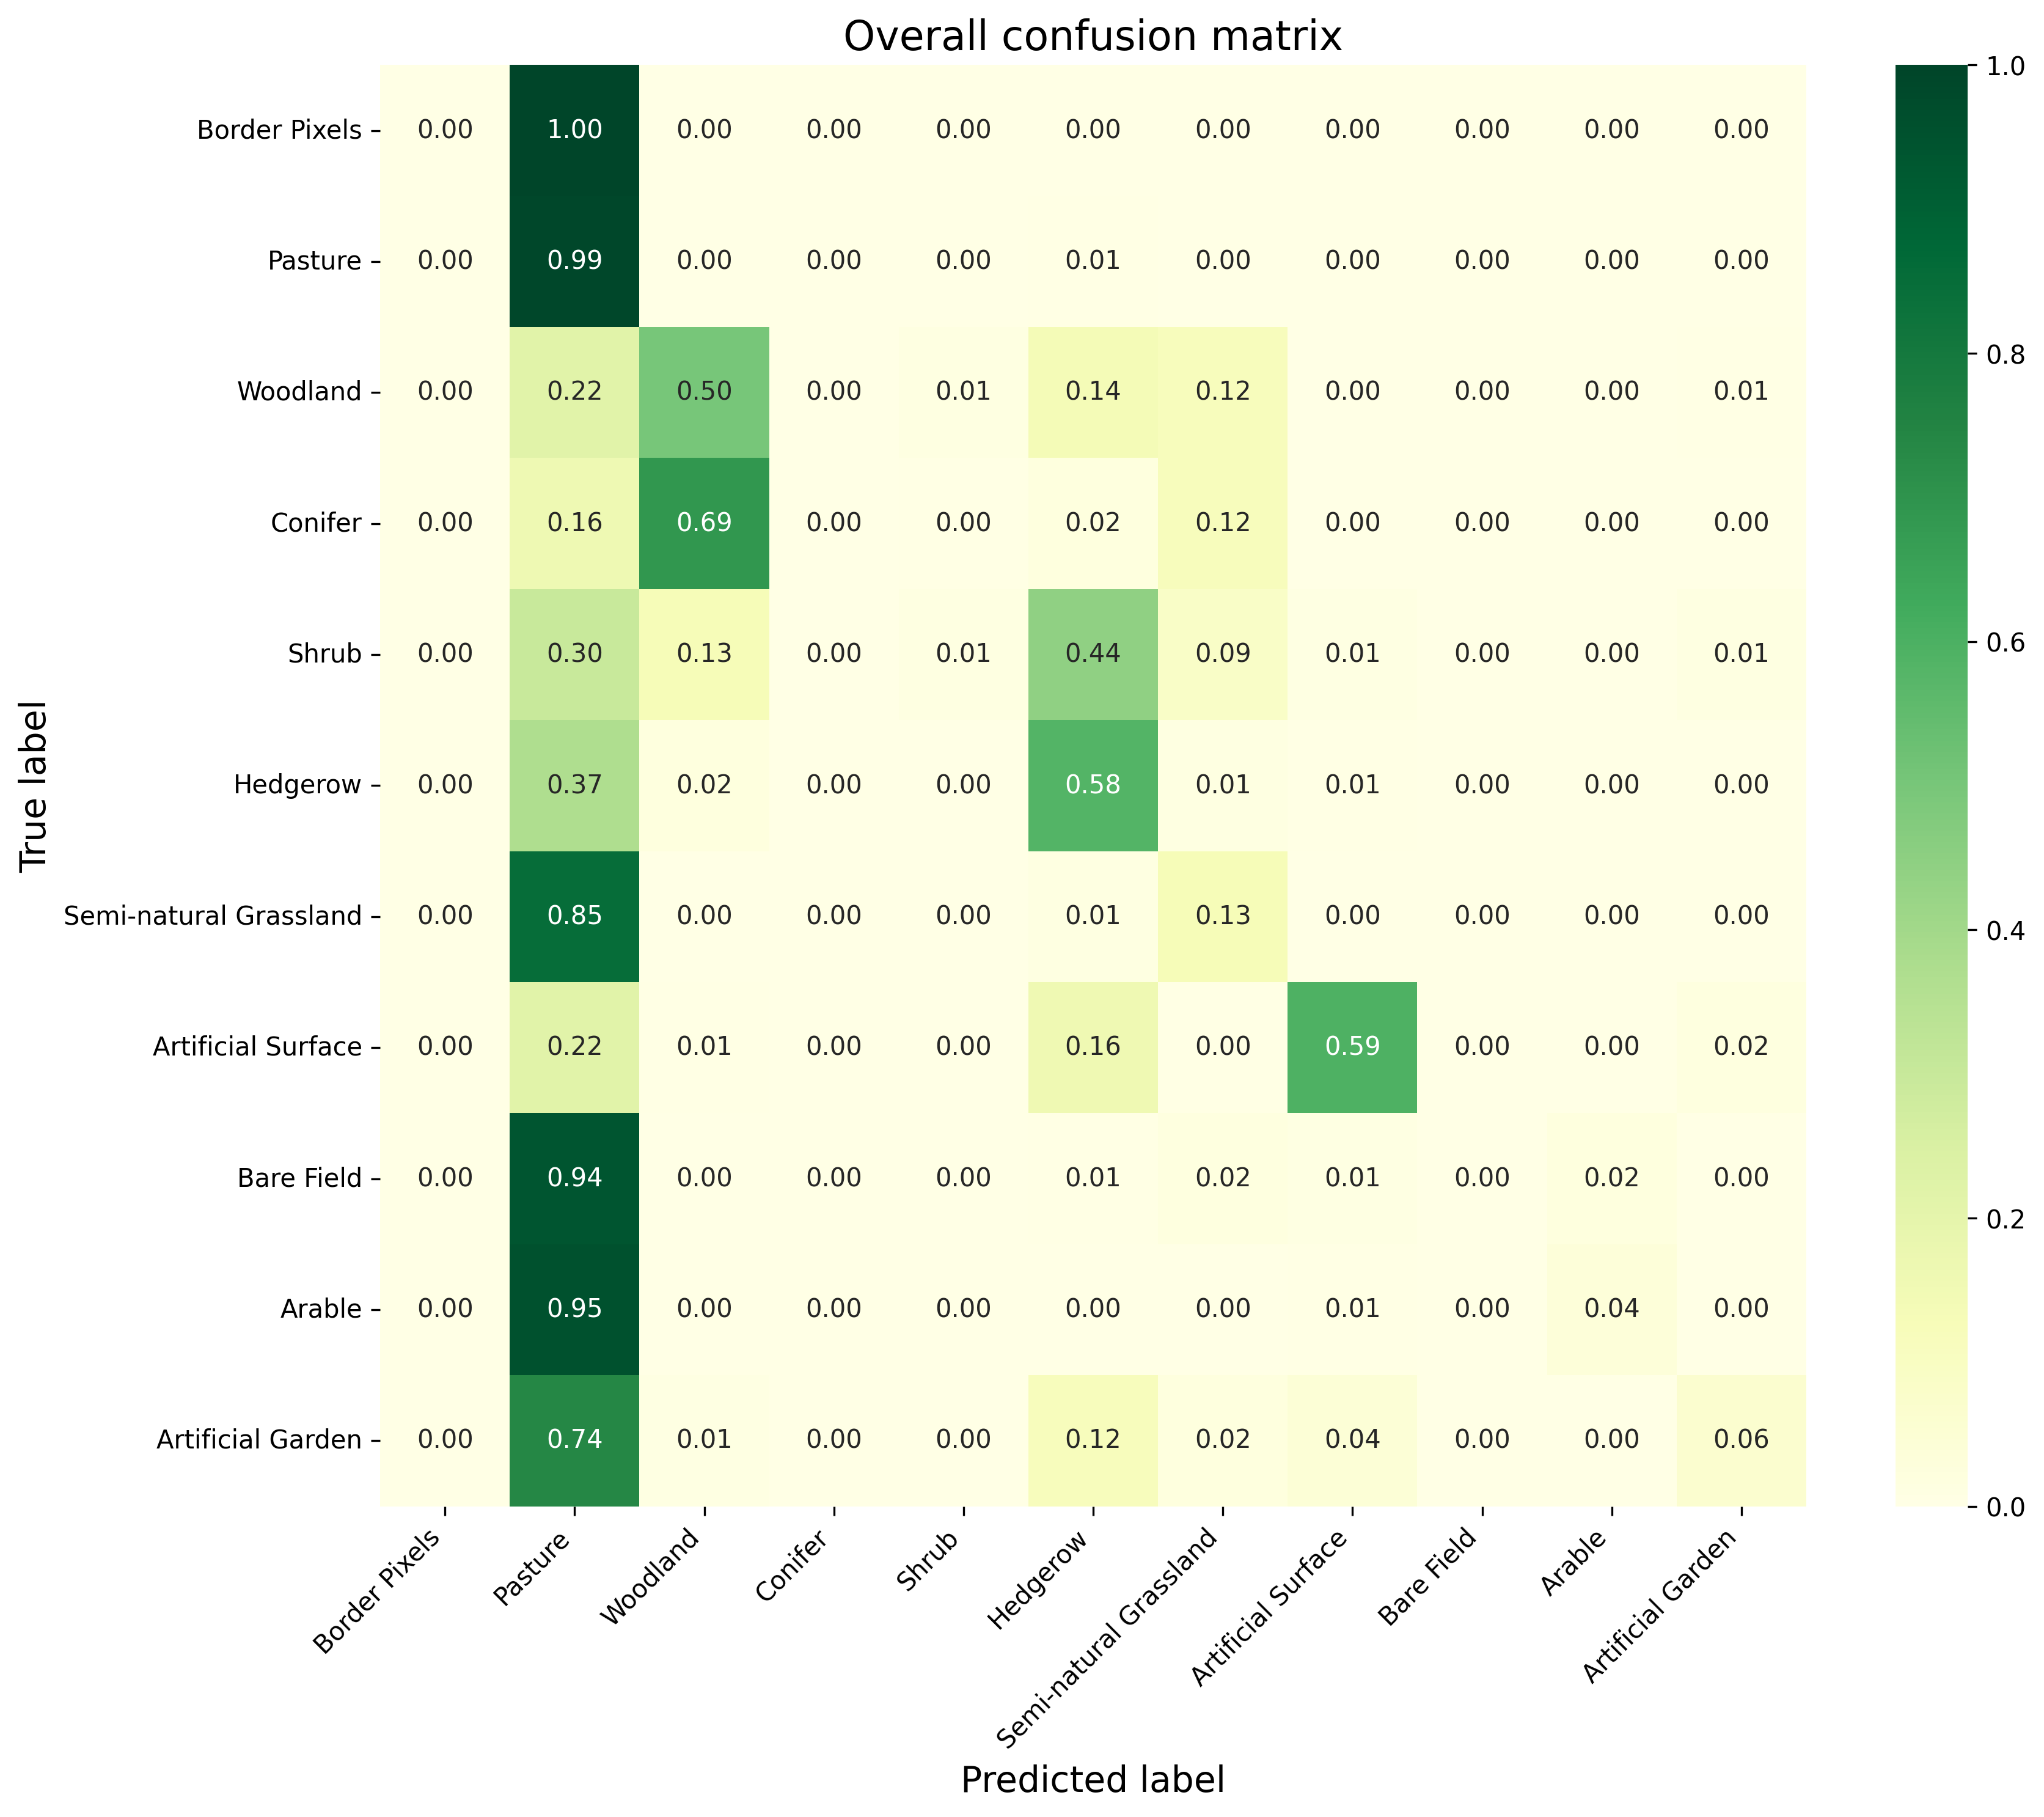 Overall confusion matrix
True label
Border Pixels 0.00 1.00 0.00 0.00 0.00 0.00 0.00 0.00 0.00 0.00 0.00
Pasture 0.00 0.99 0.00 0.00 0.00 0.01 0.00 0.00 0.00 0.00 0.00
Woodland 0.00 0.22 0.50 0.00 0.01 0.14 0.12 0.00 0.00 0.00 0.01
Conifer 0.00 0.16 0.69 0.00 0.00 0.02 0.12 0.00 0.00 0.00 0.00
Shrub 0.00 0.30 0.13 0.00 0.01 0.44 0.09 0.01 0.00 0.00 0.01
Hedgerow 0.00 0.37 0.02 0.00 0.00 0.58 0.01 0.01 0.00 0.00 0.00
Semi-natural Grassland 0.00 0.85 0.00 0.00 0.00 0.01 0.13 0.00 0.00 0.00 0.00
Artificial Surface 0.00 0.22 0.01 0.00 0.00 0.16 0.00 0.59 0.00 0.00 0.02
Bare Field 0.00 0.94 0.00 0.00 0.00 0.01 0.02 0.01 0.00 0.02 0.00
Arable 0.00 0.95 0.00 0.00 0.00 0.00 0.00 0.01 0.00 0.04 0.00
Artificial Garden 0.00 0.74 0.01 0.00 0.00 0.12 0.02 0.04 0.00 0.00 0.06
Border Pixels Pasture Woodland Conifer Shrub Hedgerow Semi-natural Grassland Artificial Surface Bare Field Arable Artificial Garden
Predicted label
1.0
0.8
0.6
0.4
0.2
0.0